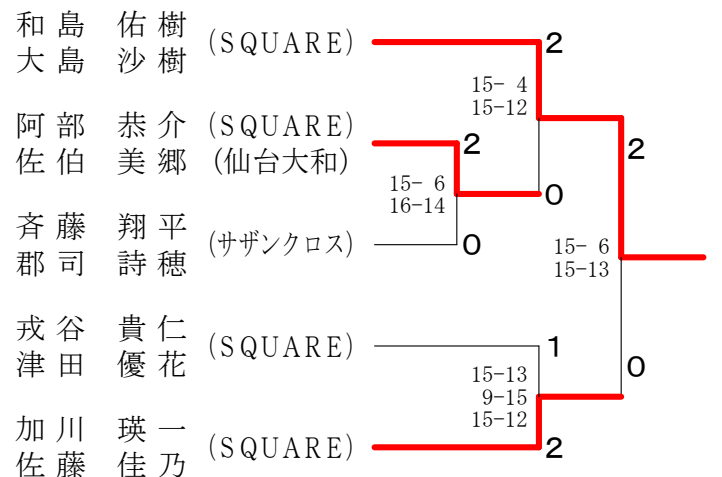 和島 佑樹 (SQUARE)
大島 沙樹
2
15- 4
15-12
阿部 恭介 (SQUARE)
佐伯 美郷 (仙台大和)
2
2
15- 6
16-14
0
斉藤 翔平 (サザンクロス)
郡司 詩穂
0
15- 6
15-13
戎谷 貴仁 (SQUARE)
津田 優花
1
0
15-13
9-15
15-12
加川 瑛一 (SQUARE)
佐藤 佳乃
2